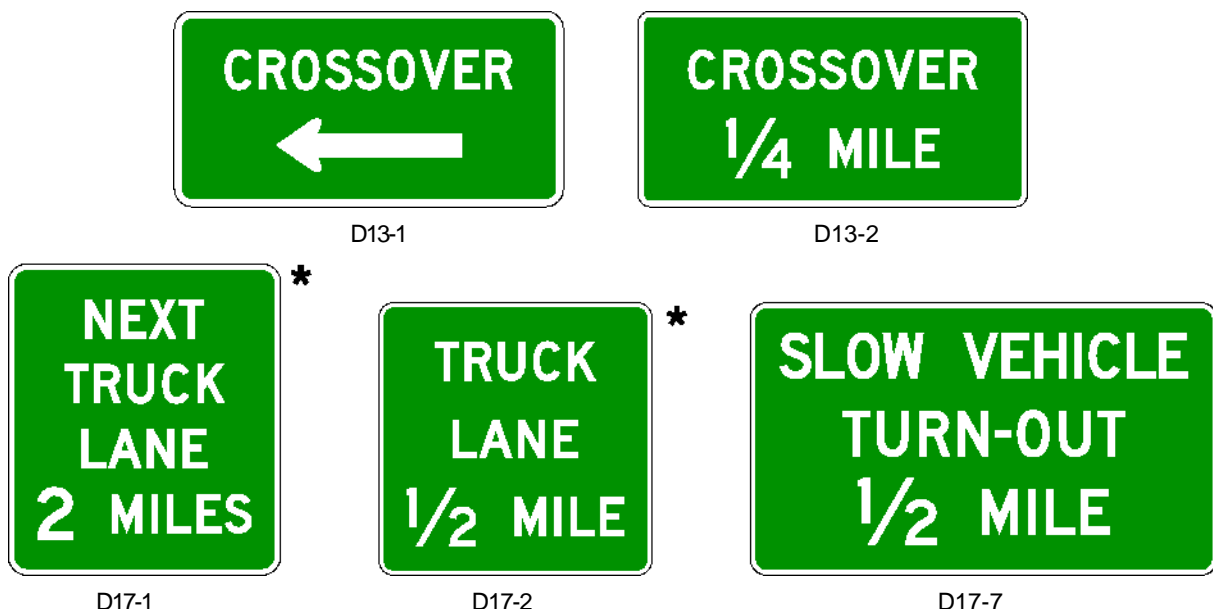 CROSSOVER
CROSSOVER
1/4 MILE
D13-1
D13-2
NEXT
TRUCK
LANE
2 MILES
*
TRUCK
LANE
1/2 MILE
*
SLOW VEHICLE
TURN-OUT
1/2 MILE
D17-1
D17-2
D17-7